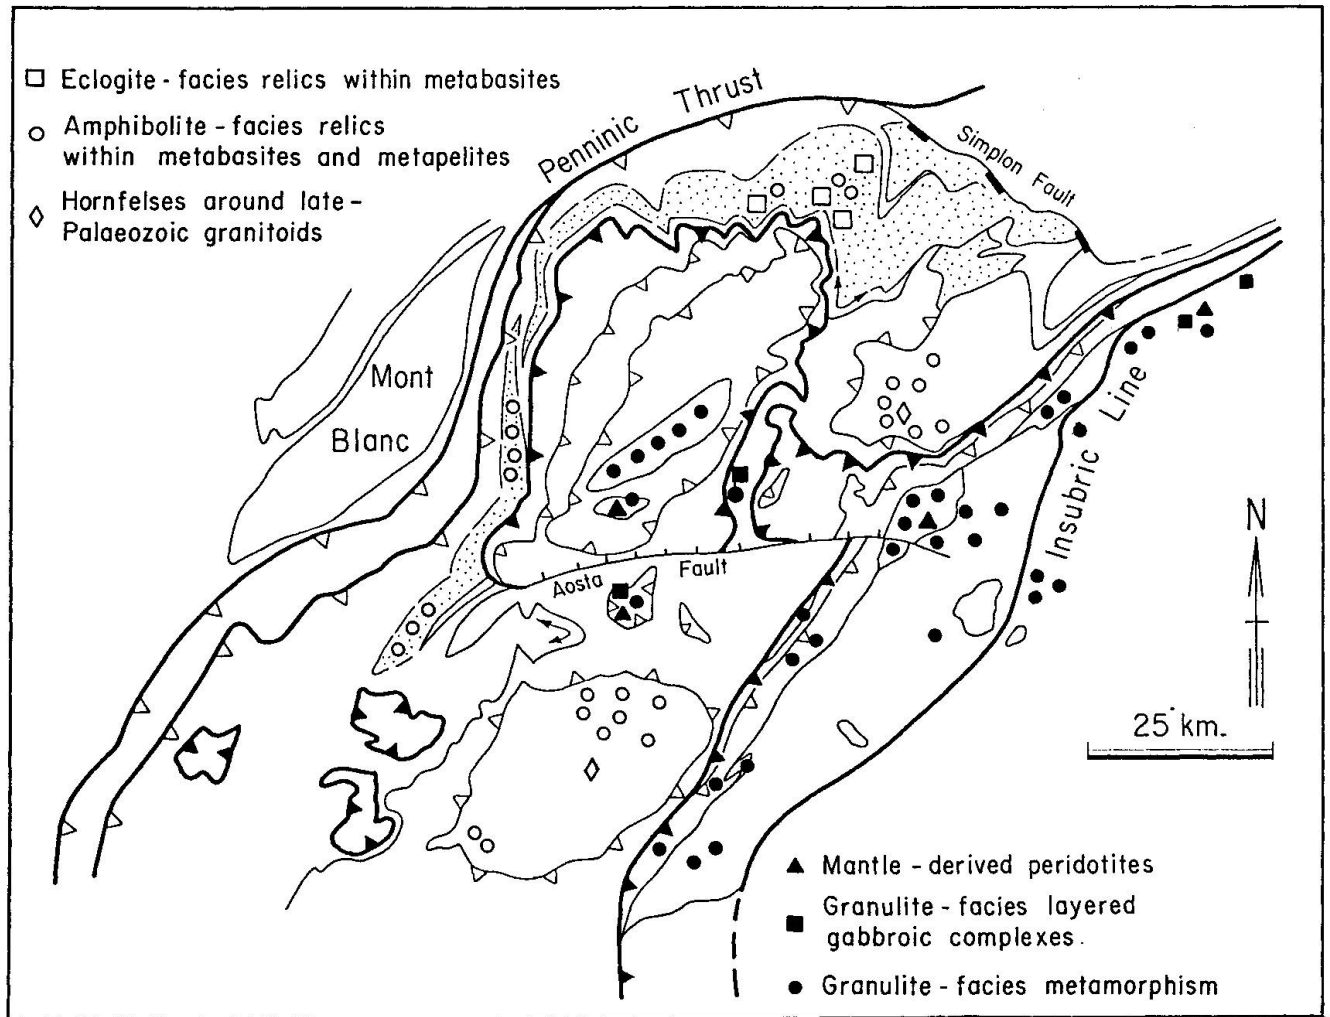 Eclogite - facies relics within metabasites
Amphibolite - facies relics
within metabasites and metapelites
Hornfelses around late -
Palaeozoic granitoids
Penninic Thrust
Simplon Fault
Mont
Blanc
Insubric Line
N
Aosta Fault
25 km.
Mantle - derived peridotites
Granulite - facies layered
gabbroic complexes.
Granulite - facies metamorphism